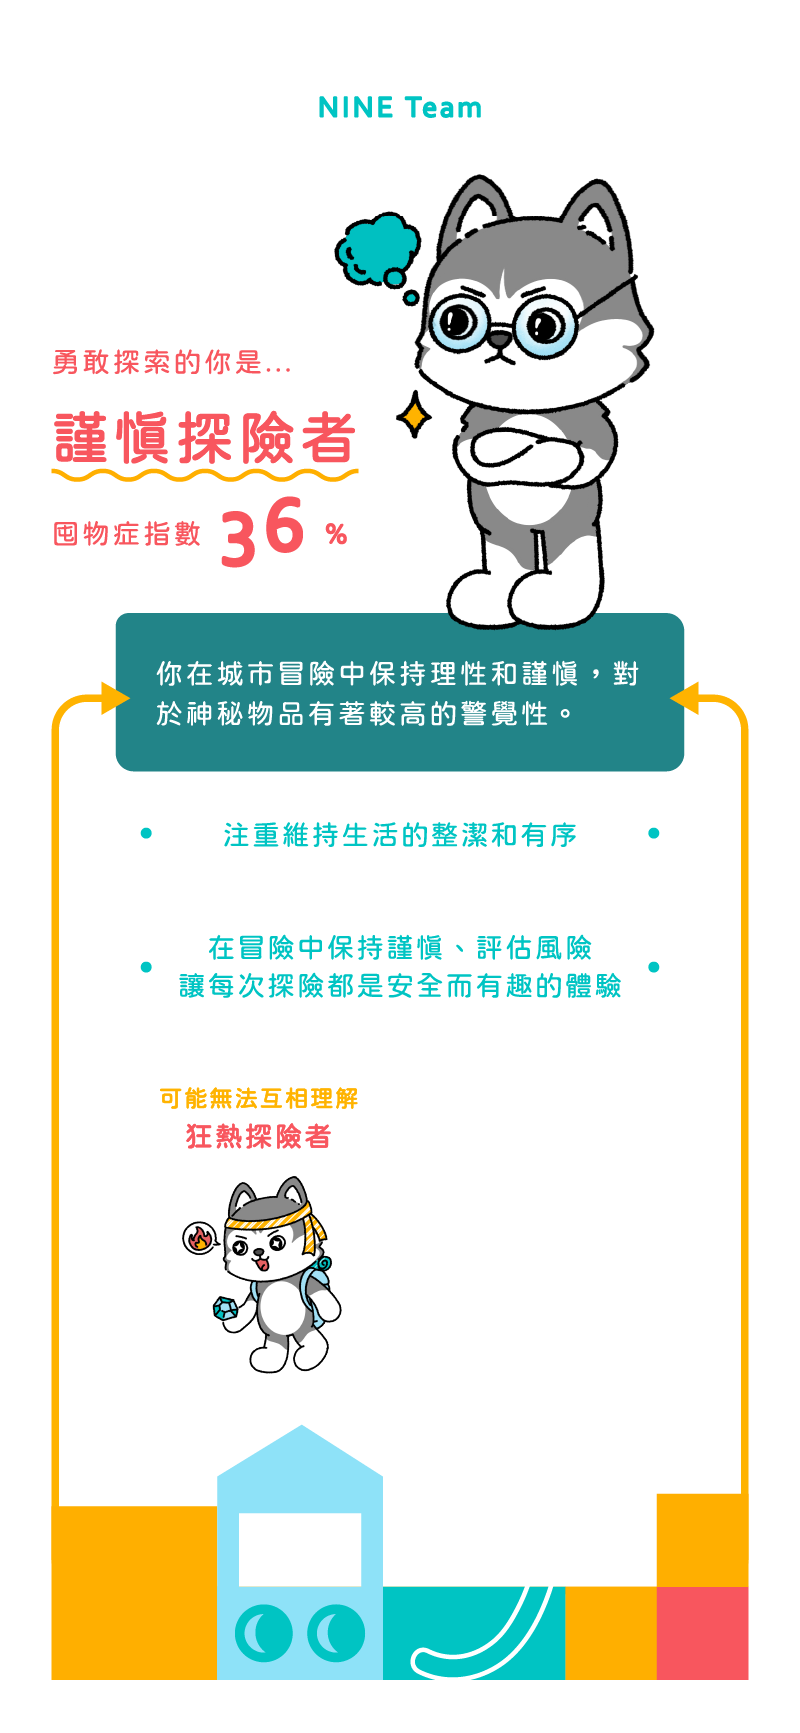 NINE Team
勇敢探索的你是...
謹慎探險者
囤物症指數 36 %
你在城市冒險中保持理性和謹慎，對
於神秘物品有著較高的警覺性。
• 注重維持生活的整潔和有序 •
在冒險中保持謹慎、評估風險
讓每次探險都是安全而有趣的體驗
可能無法互相理解
狂熱探險者